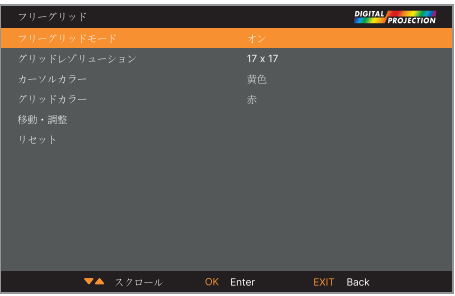 フリーグリッド DIGITAL PROJECTION
フリーグリッドモード オン
グリッドレゾリューション 17 x 17
カーソルカラー 黄色
グリッドカラー 赤
移動・調整
リセット
スクロール OK Enter EXIT Back